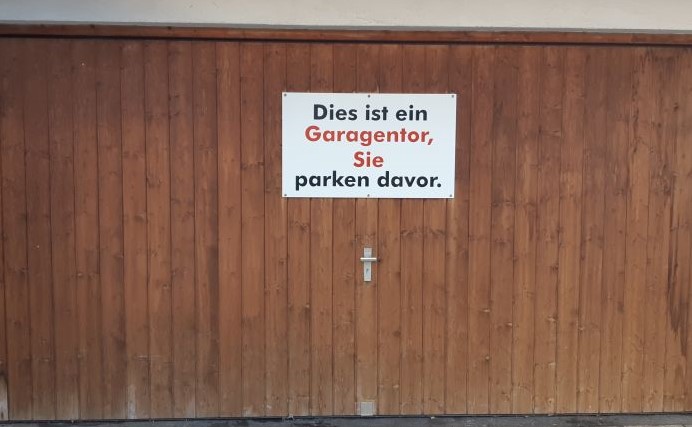 Dies ist ein
Garagentor,
Sie
parken davor.